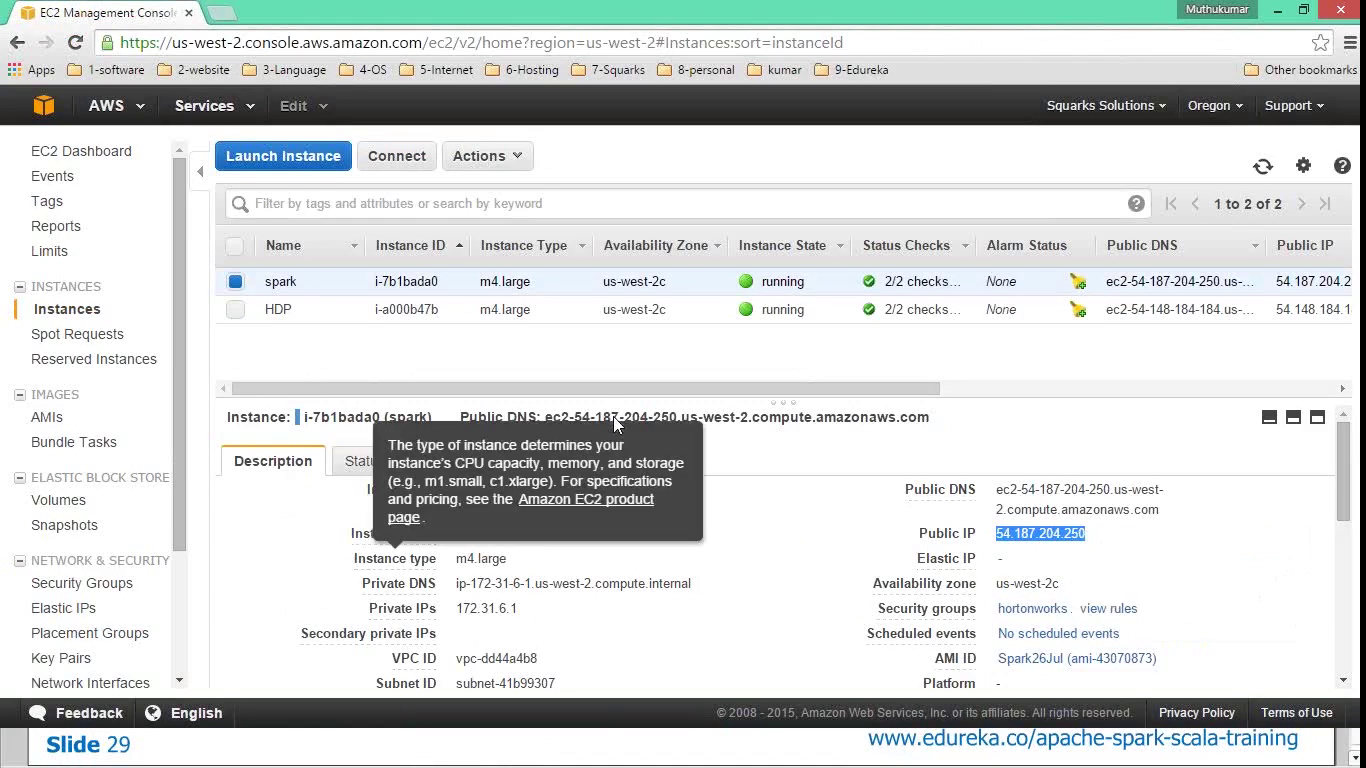 EC2 Management Consol
Muthukumar
https://us-west-2.console.aws.amazon.com/ec2/v2/home?region=us-west-2#Instances:sort=instanceId
Apps 1-software 2-website 3-Language 4-OS 5-Internet 6-Hosting 7-Squarks 8-personal kumar 9-Edureka Other bookmarks
AWS Services Edit Squarks Solutions Oregon Support
EC2 Dashboard
Events
Tags
Reports
Limits
INSTANCES
Instances
Spot Requests
Reserved Instances
IMAGES
AMIs
Bundle Tasks
ELASTIC BLOCK STORE
Volumes
Snapshots
NETWORK & SECURITY
Security Groups
Elastic IPs
Placement Groups
Key Pairs
Network Interfaces
Launch Instance Connect Actions
Filter by tags and attributes or search by keyword
1 to 2 of 2
Name Instance ID Instance Type Availability Zone Instance State Status Checks Alarm Status Public DNS Public IP
spark i-7b1bada0 m4.large us-west-2c running 2/2 checks... None ec2-54-187-204-250.us-... 54.187.204.2
HDP i-a000b47b m4.large us-west-2c running 2/2 checks... None ec2-54-148-184-184.us-... 54.148.184.1
Instance: i-7b1bada0 (spark) Public DNS: ec2-54-187-204-250.us-west-2.compute.amazonaws.com
Description Statu
The type of instance determines your
instance's CPU capacity, memory, and storage
(e.g., m1.small, c1.xlarge). For specifications
and pricing, see the Amazon EC2 product
page.
Inst
Instance type m4.large
Private DNS ip-172-31-6-1.us-west-2.compute.internal
Private IPs 172.31.6.1
Secondary private IPs
VPC ID vpc-dd44a4b8
Subnet ID subnet-41b99307
Public DNS ec2-54-187-204-250.us-west-
2.compute.amazonaws.com
Public IP 54.187.204.250
Elastic IP -
Availability zone us-west-2c
Security groups hortonworks. view rules
Scheduled events No scheduled events
AMI ID Spark26Jul (ami-43070873)
Platform -
Feedback English © 2008 - 2015, Amazon Web Services, Inc. or its affiliates. All rights reserved. Privacy Policy Terms of Use
Slide 29 www.edureka.co/apache-spark-scala-training